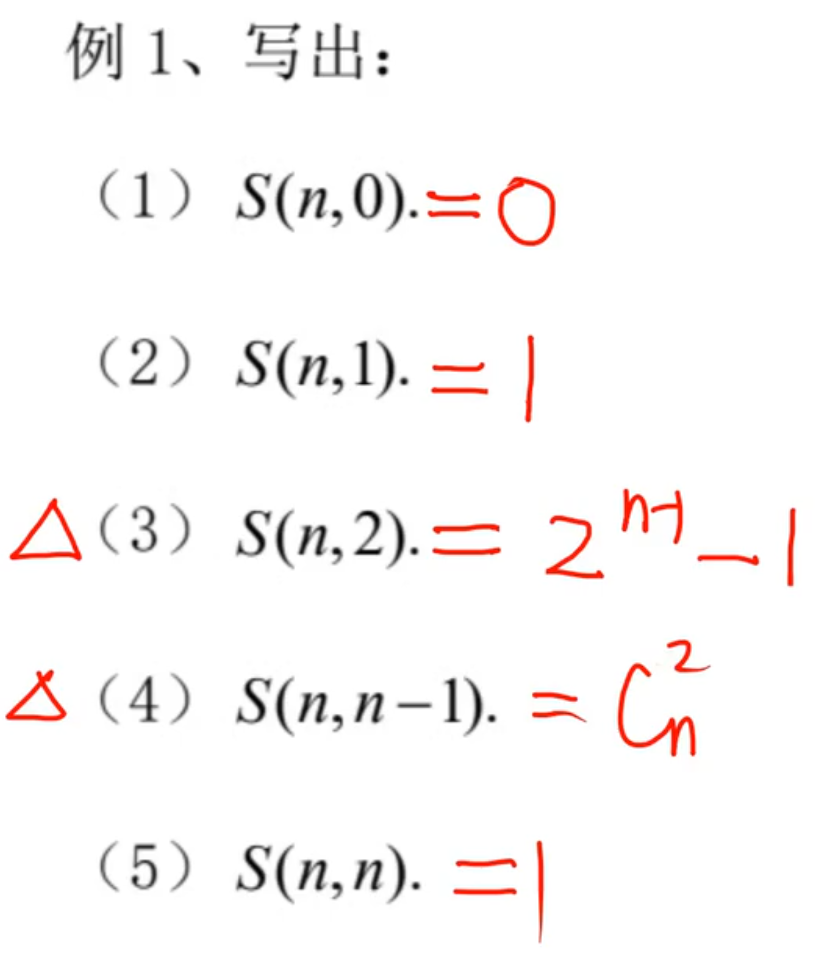 例 1、写出：
（1） S(n,0).=0
（2） S(n,1).=1
△（3） S(n,2).=2^{n-1}-1
△（4） S(n,n−1).=C_n^2
（5） S(n,n).=1